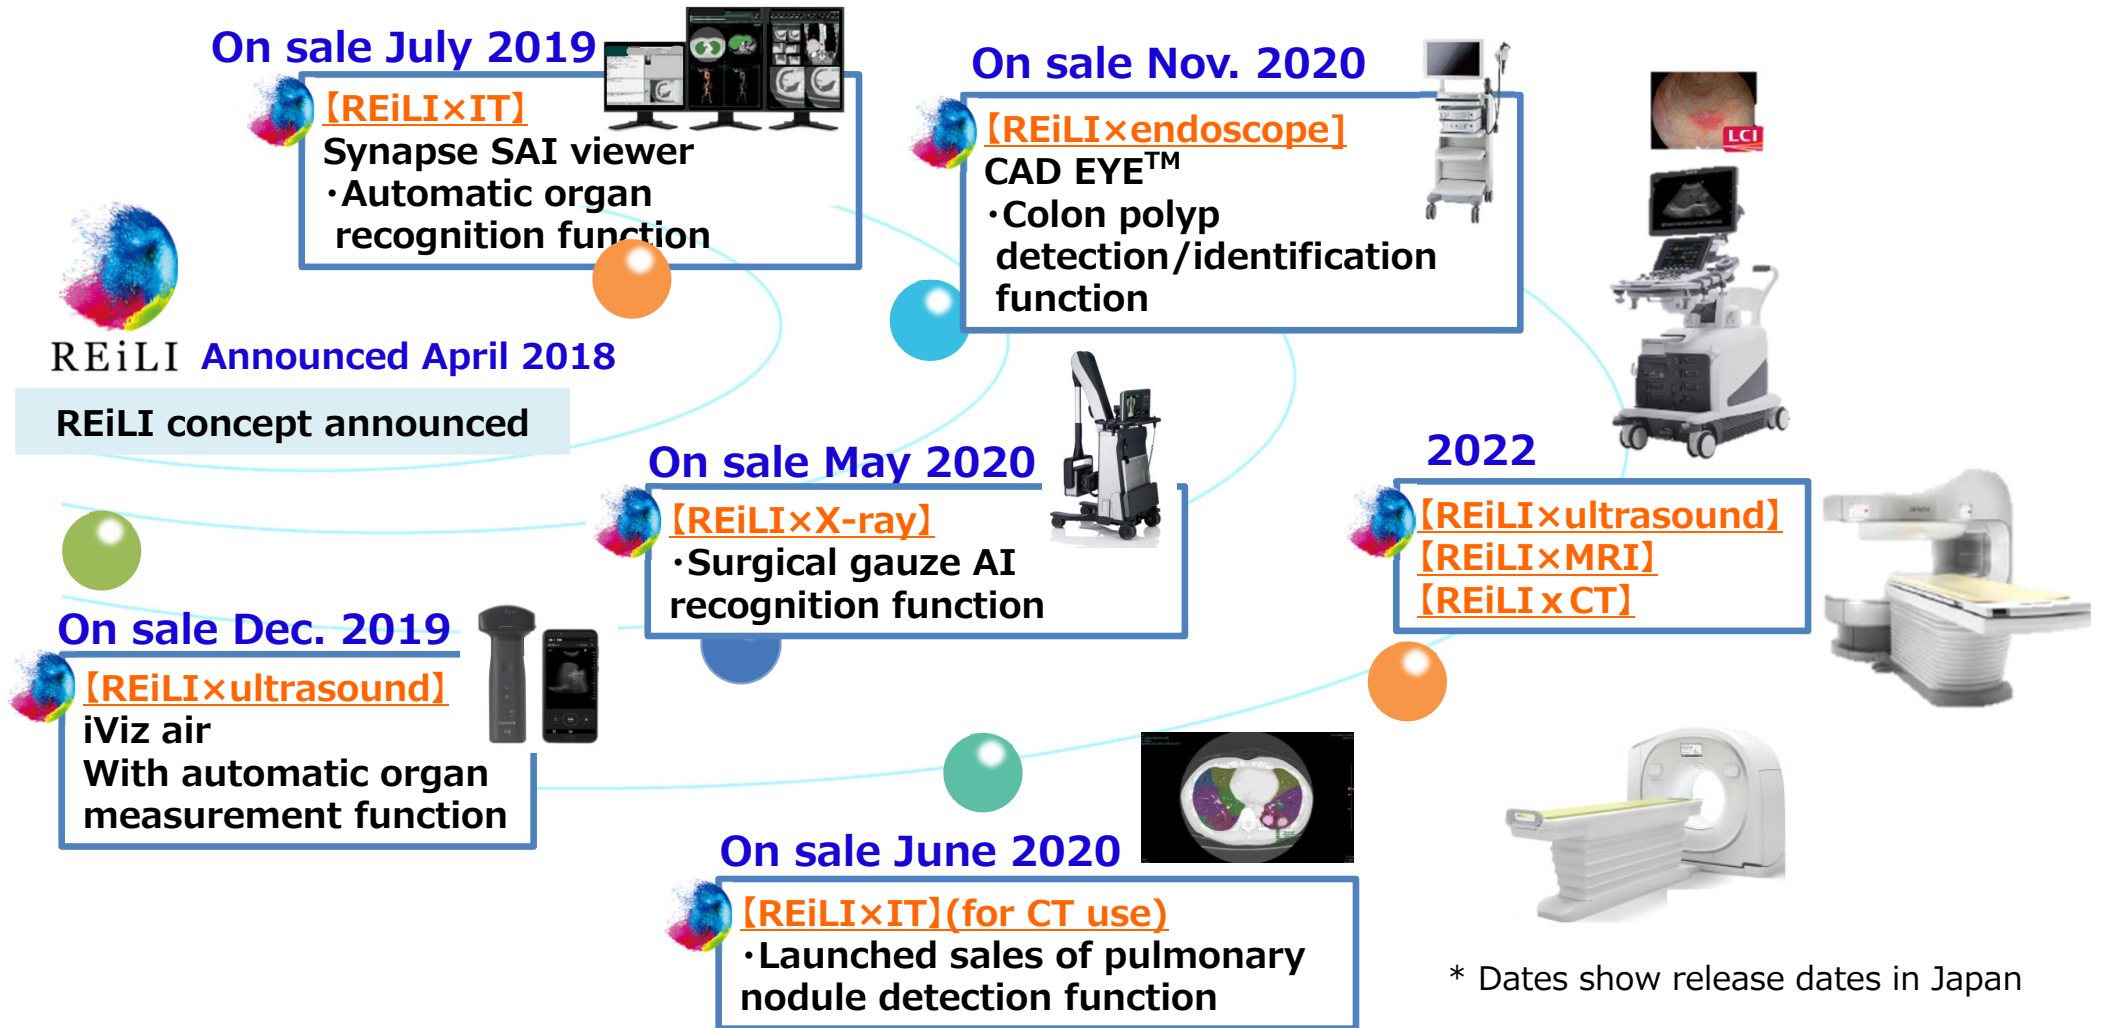 On sale July 2019
【REiLI×IT】
Synapse SAI viewer
・Automatic organ
recognition function
REiLI
Announced April 2018
REiLI concept announced
On sale Dec. 2019
【REiLI×ultrasound】
iViz air
With automatic organ
measurement function
On sale May 2020
【REiLI×X-ray】
・Surgical gauze AI
recognition function
On sale June 2020
【REiLI×IT】(for CT use)
・Launched sales of pulmonary
nodule detection function
On sale Nov. 2020
【REiLI×endoscope]
CAD EYE™
・Colon polyp
detection/identification
function
LCI
2022
【REiLI×ultrasound】
【REiLI×MRI】
【REiLI x CT】
* Dates show release dates in Japan